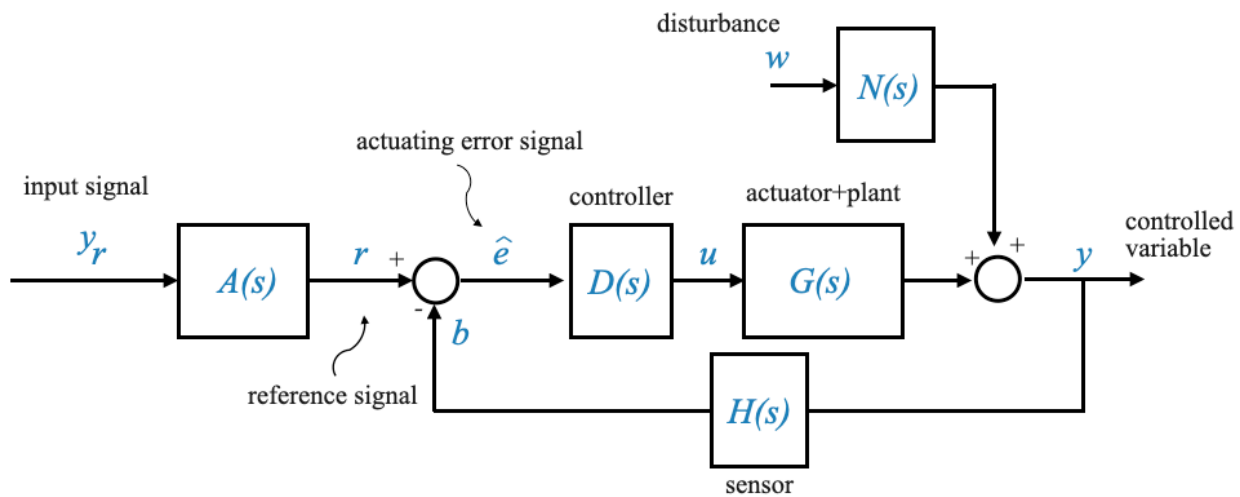 disturbance
w
N(s)
actuating error signal
input signal
controller
actuator+plant
controlled
variable
y_r
A(s)
r
+
-
ê
D(s)
u
G(s)
+
+
y
b
reference signal
H(s)
sensor